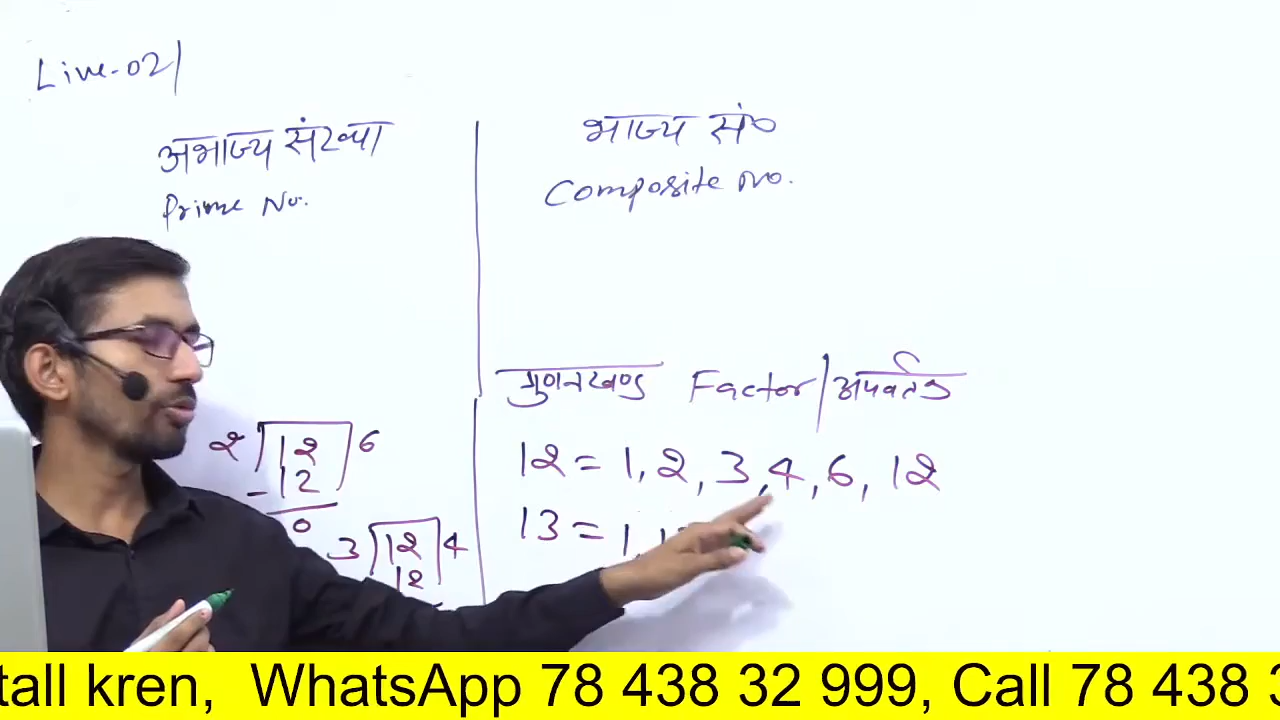 Live-02
अभाज्य संख्या
Prime No.
भाज्य सं०
Composite No.
गुणनखण्ड Factor/अपवर्तक
12 = 1, 2, 3, 4, 6, 12
13 = 1, 13
2 12 6
-12
0
3 12 4
12
tall kren, WhatsApp 78 438 32 999, Call 78 438